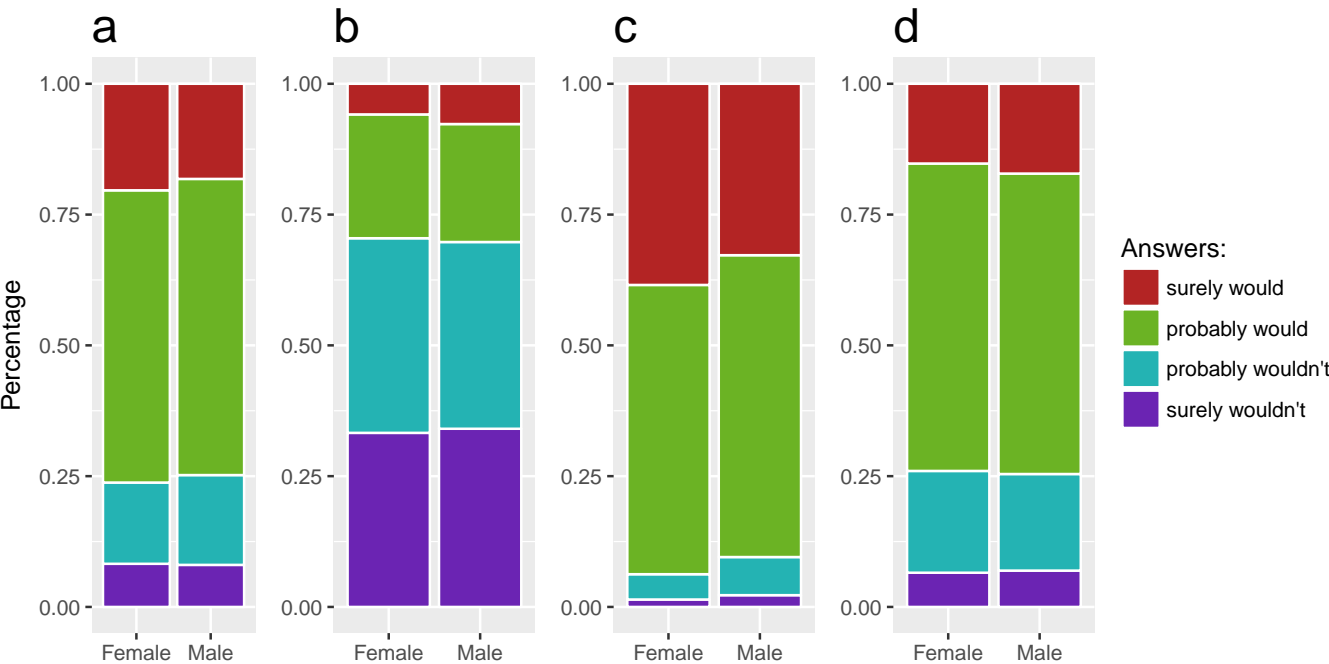 a
b
c
d
Percentage
1.00
0.75
0.50
0.25
0.00
Female Male
1.00
0.75
0.50
0.25
0.00
Female Male
1.00
0.75
0.50
0.25
0.00
Female Male
1.00
0.75
0.50
0.25
0.00
Female Male
Answers:
surely would
probably would
probably wouldn't
surely wouldn't